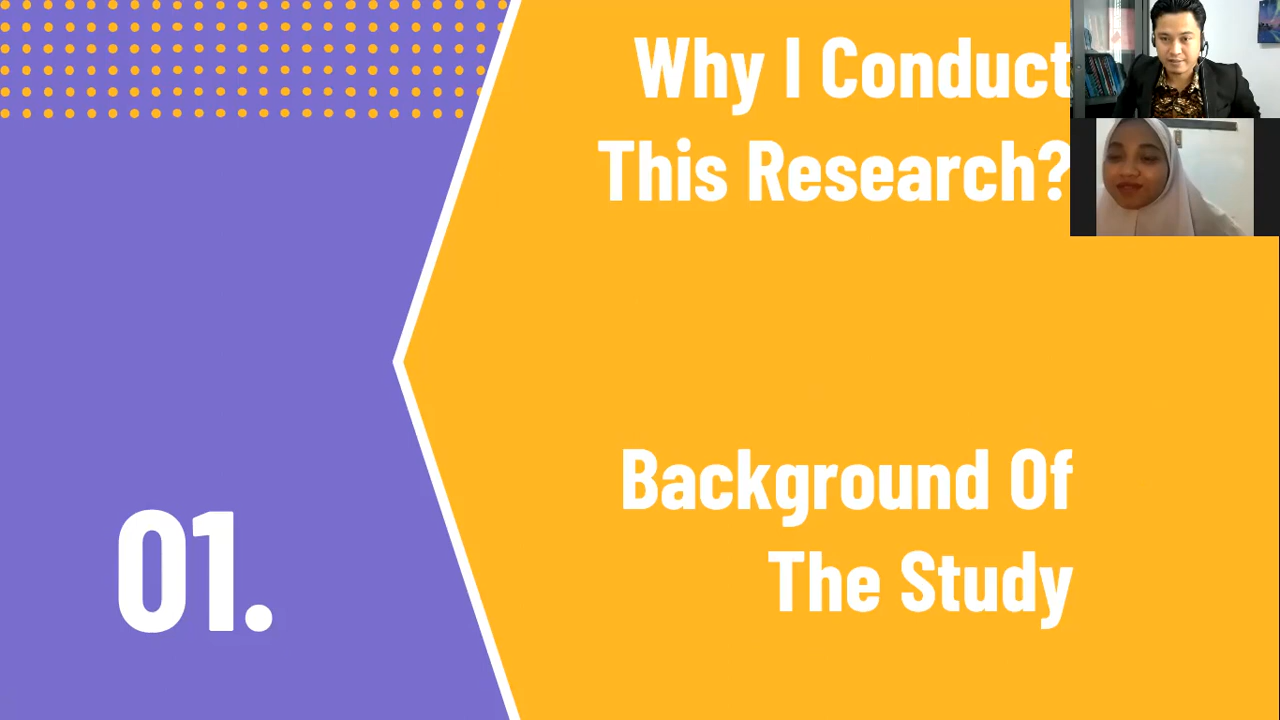 Why I Conduct
This Research?
Background Of
The Study
01.